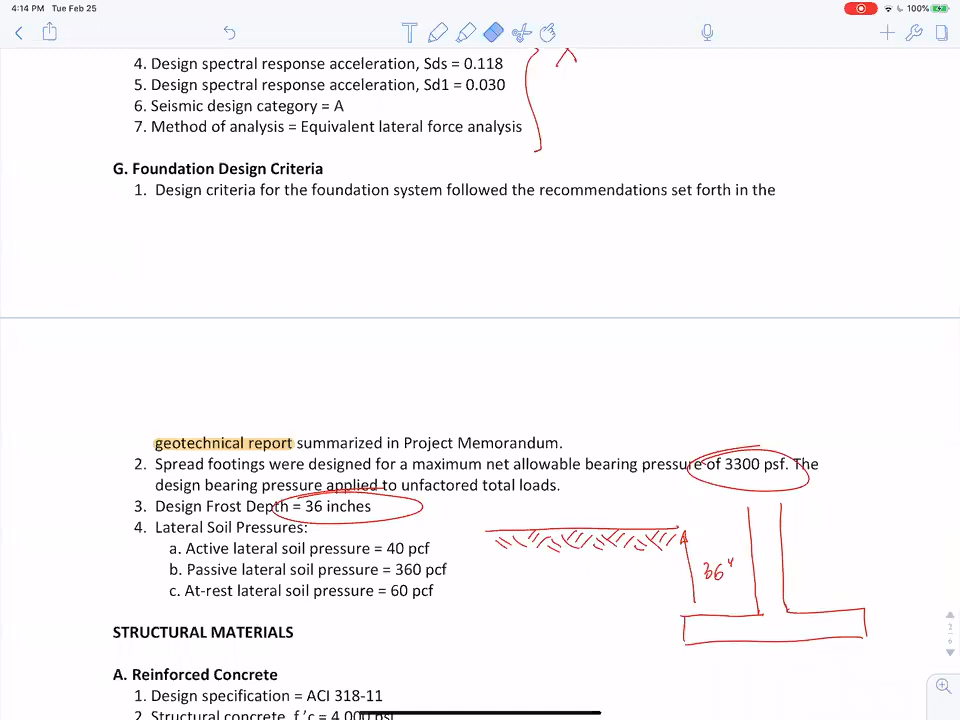 4:14 PM Tue Feb 25
100%
4. Design spectral response acceleration, Sds = 0.118
5. Design spectral response acceleration, Sd1 = 0.030
6. Seismic design category = A
7. Method of analysis = Equivalent lateral force analysis
G. Foundation Design Criteria
1. Design criteria for the foundation system followed the recommendations set forth in the
geotechnical report summarized in Project Memorandum.
2. Spread footings were designed for a maximum net allowable bearing pressure of 3300 psf. The
design bearing pressure applied to unfactored total loads.
3. Design Frost Depth = 36 inches
4. Lateral Soil Pressures:
a. Active lateral soil pressure = 40 pcf
b. Passive lateral soil pressure = 360 pcf
c. At-rest lateral soil pressure = 60 pcf
36"
STRUCTURAL MATERIALS
A. Reinforced Concrete
1. Design specification = ACI 318-11
2. Structural concrete, f'c = 4,000 psi